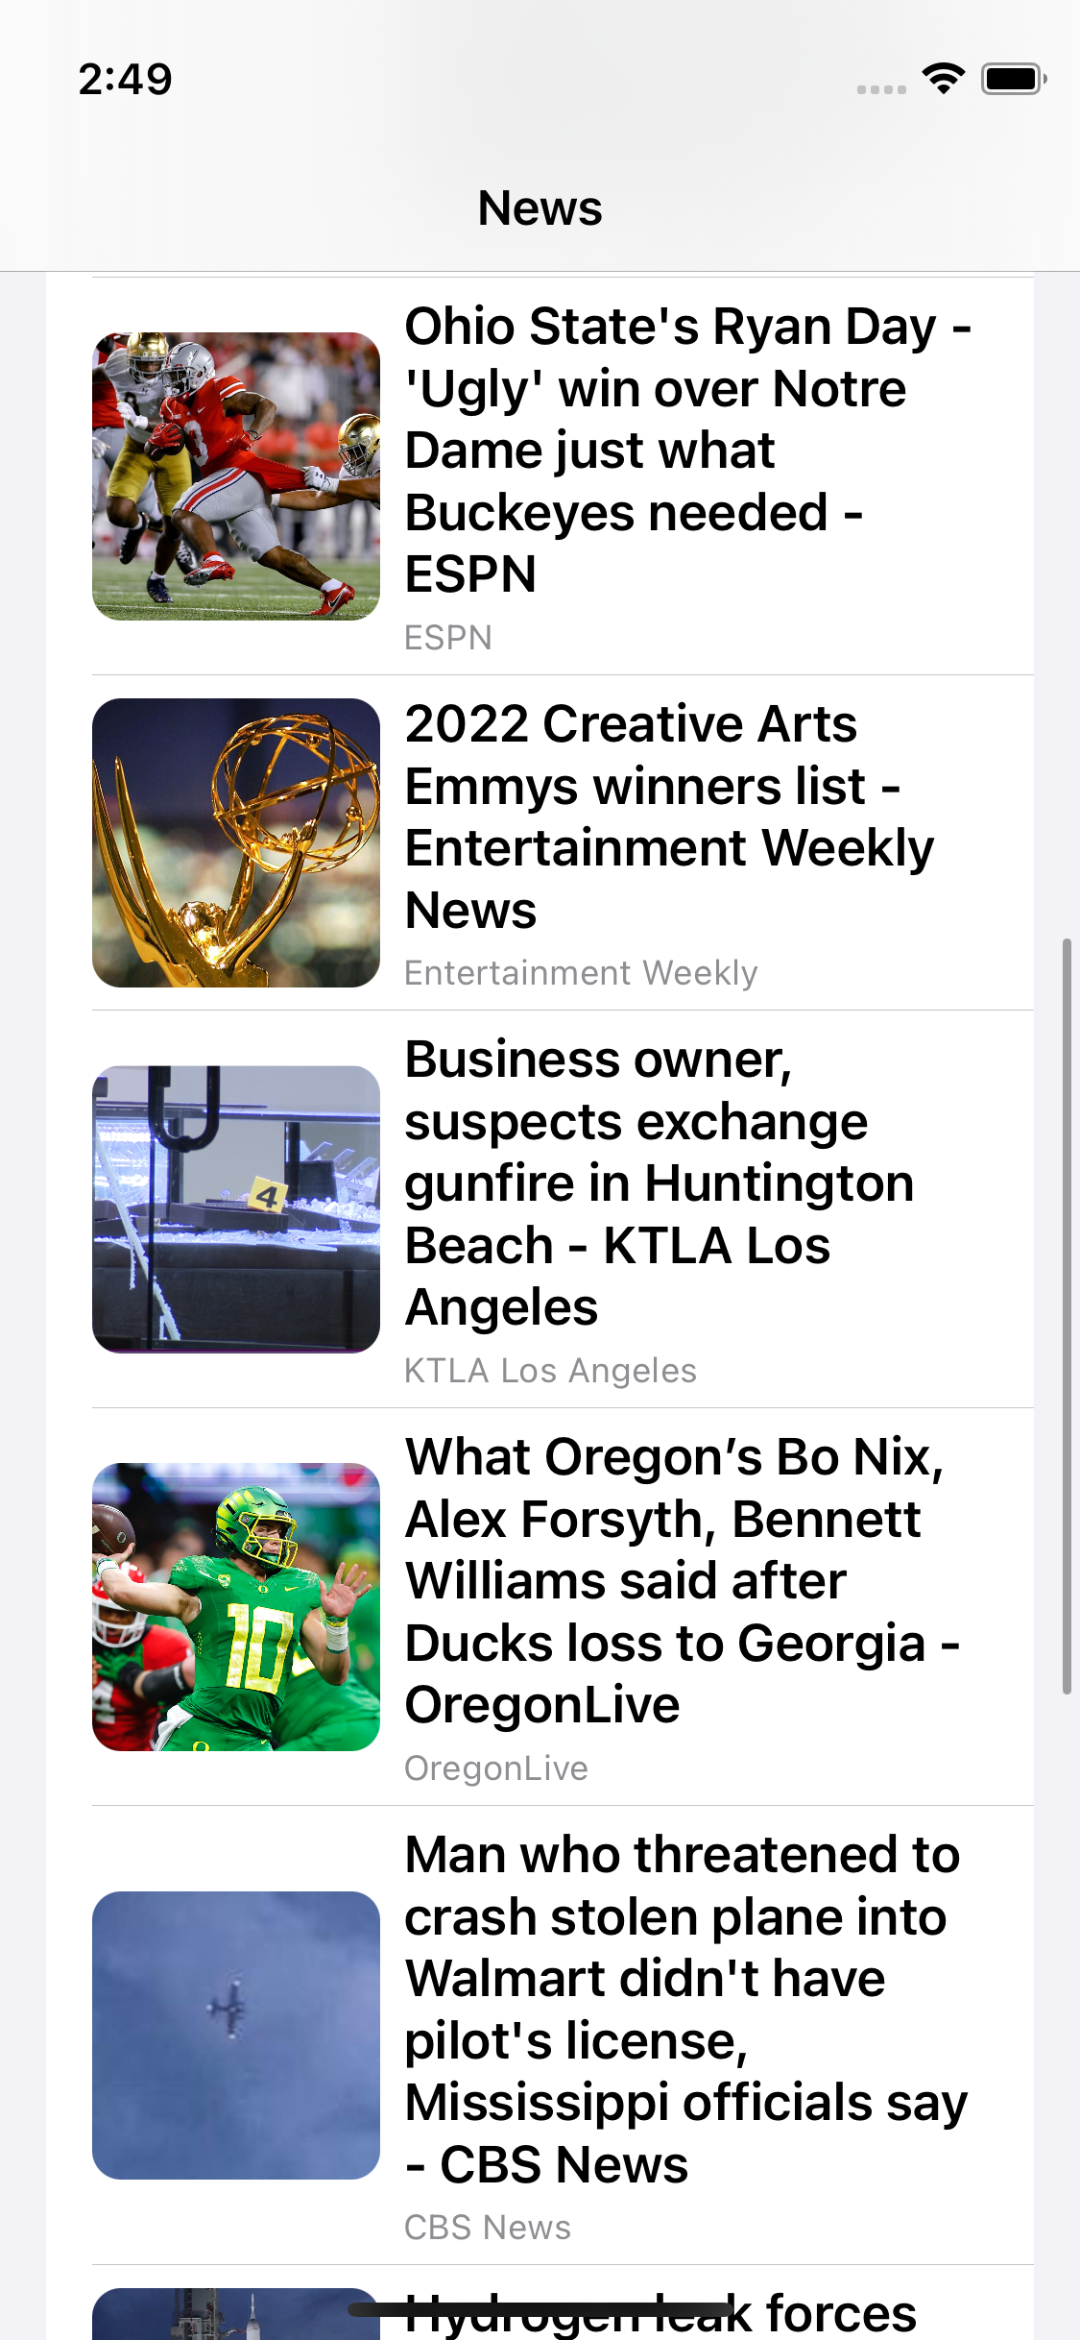 2:49
News
Ohio State's Ryan Day -
'Ugly' win over Notre
Dame just what
Buckeyes needed -
ESPN
ESPN
2022 Creative Arts
Emmys winners list -
Entertainment Weekly
News
Entertainment Weekly
Business owner,
suspects exchange
gunfire in Huntington
Beach - KTLA Los
Angeles
KTLA Los Angeles
4
What Oregon’s Bo Nix,
Alex Forsyth, Bennett
Williams said after
Ducks loss to Georgia -
OregonLive
OregonLive
10
Man who threatened to
crash stolen plane into
Walmart didn't have
pilot's license,
Mississippi officials say
- CBS News
CBS News
Hydrogen leak forces